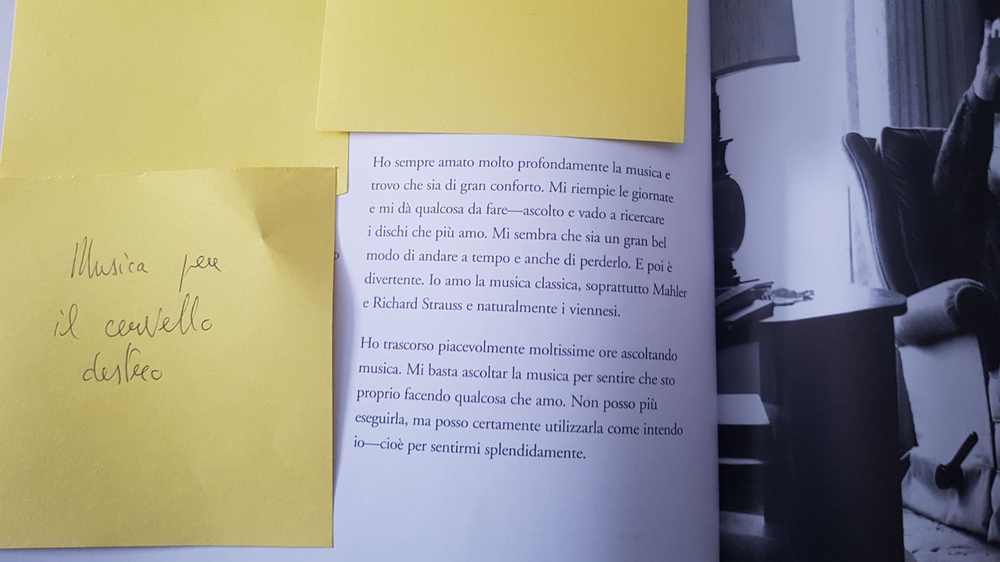 Musica per
il cervello
destro
Ho sempre amato molto profondamente la musica e
trovo che sia di gran conforto. Mi riempie le giornate
e mi dà qualcosa da fare—ascolto e vado a ricercare
i dischi che più amo. Mi sembra che sia un gran bel
modo di andare a tempo e anche di perderlo. E poi è
divertente. Io amo la musica classica, soprattutto Mahler
e Richard Strauss e naturalmente i viennesi.
Ho trascorso piacevolmente moltissime ore ascoltando
musica. Mi basta ascoltar la musica per sentire che sto
proprio facendo qualcosa che amo. Non posso più
eseguirla, ma posso certamente utilizzarla come intendo
io—cioè per sentirmi splendidamente.